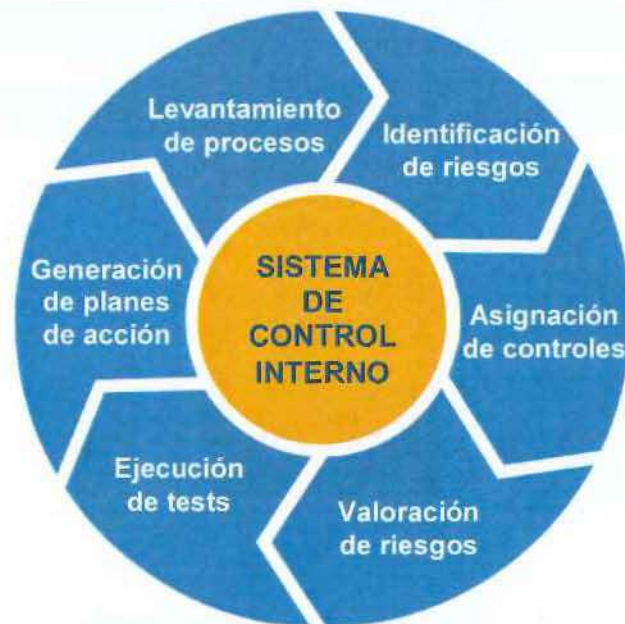 Levantamiento
de procesos
Identificación
de riesgos
Asignación
de controles
Valoración
de riesgos
Ejecución
de tests
Generación
de planes
de acción
SISTEMA
DE
CONTROL
INTERNO